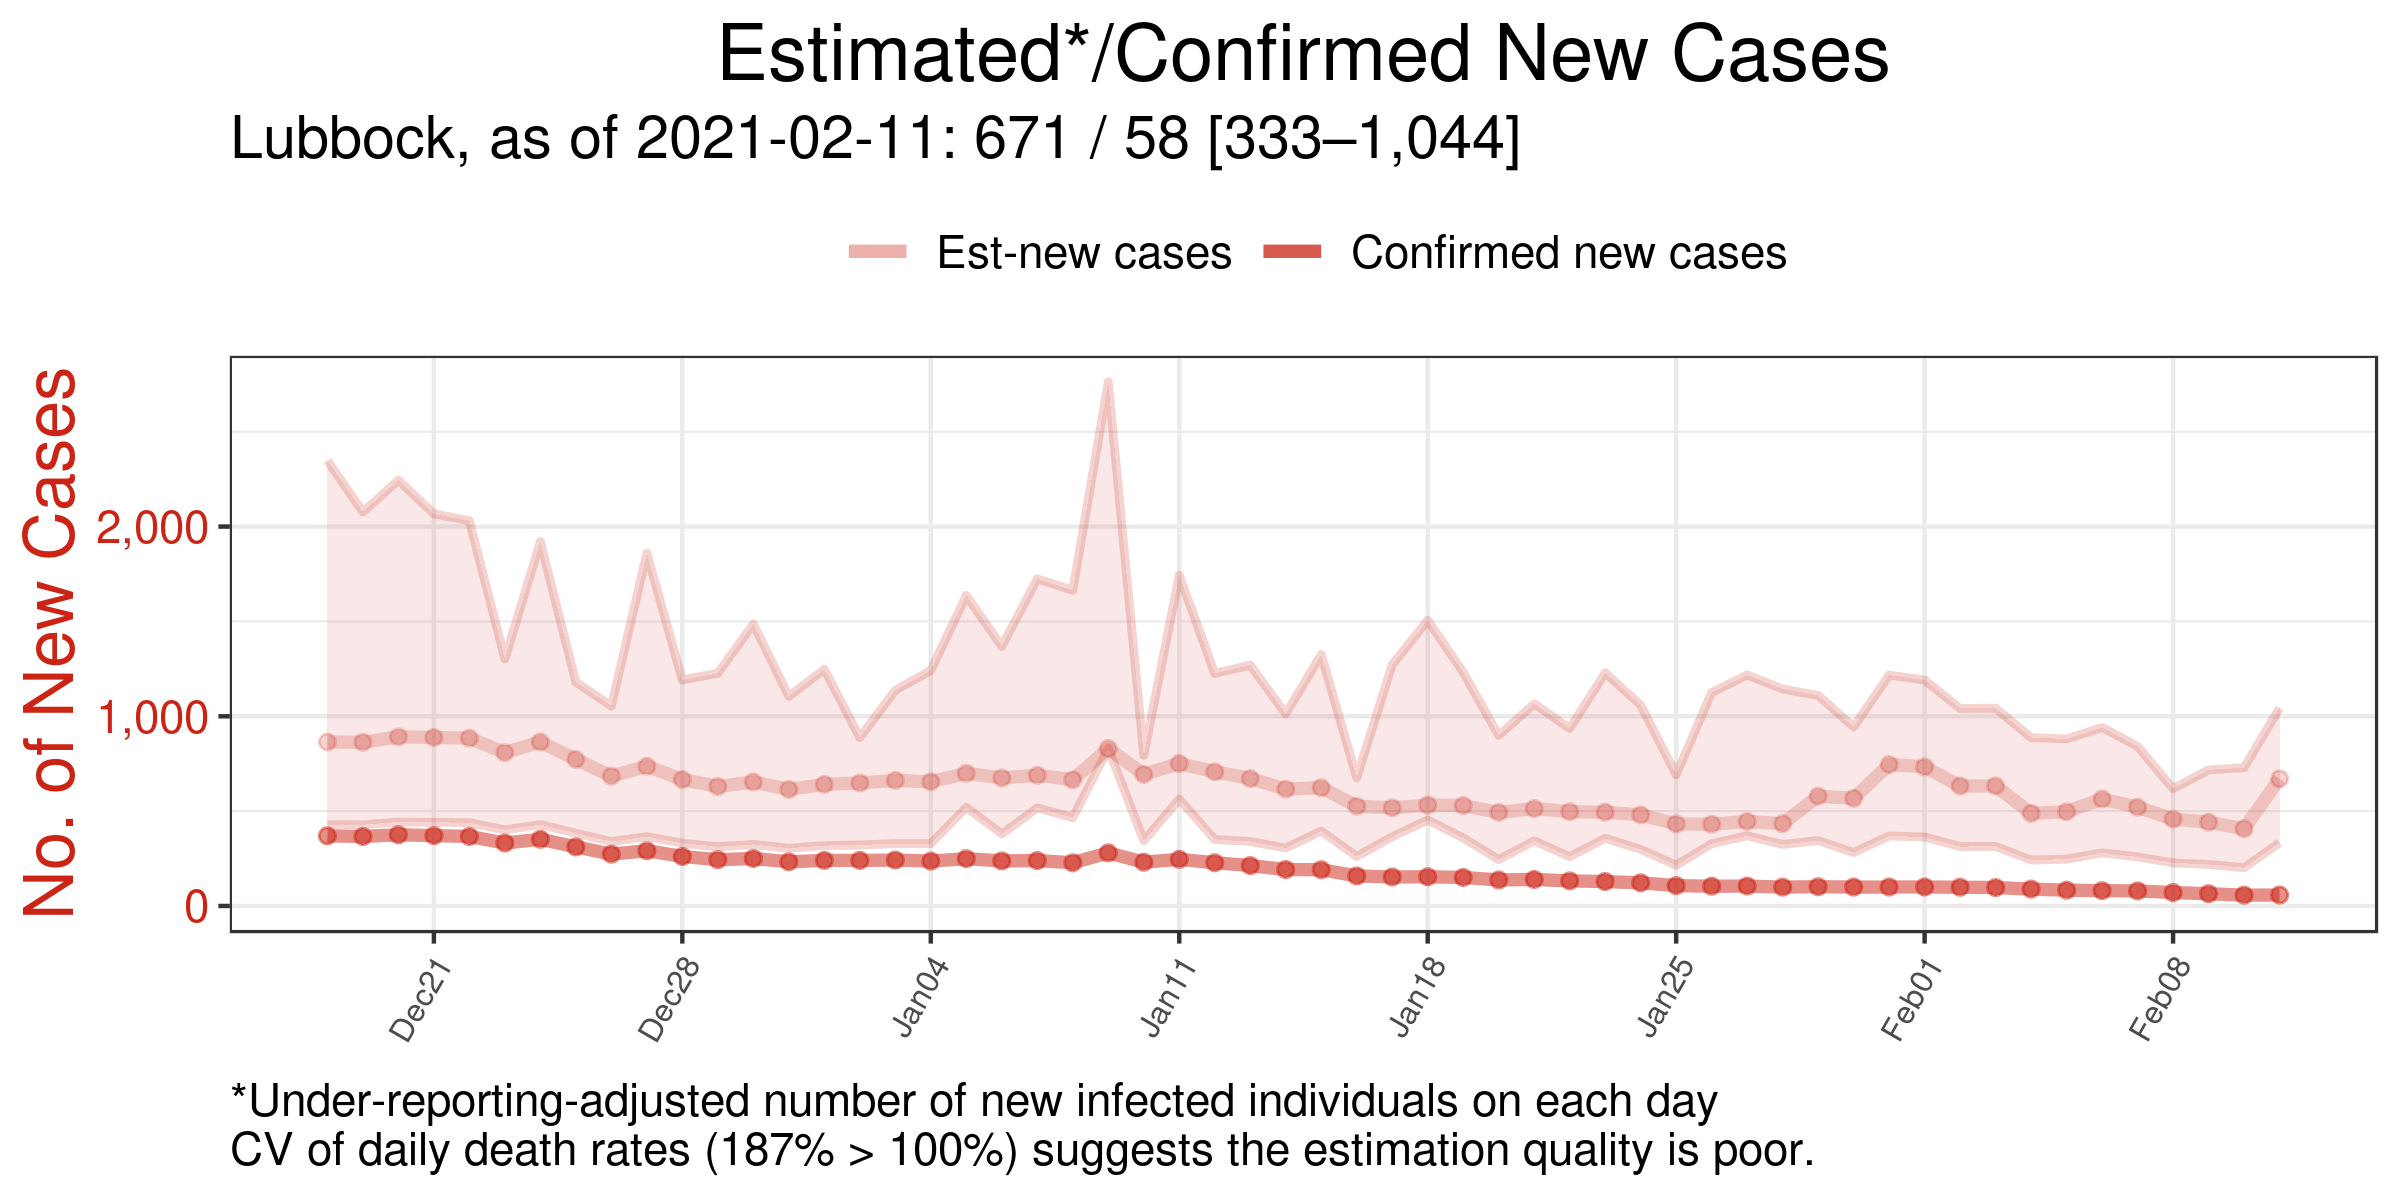 Estimated*/Confirmed New Cases
Lubbock, as of 2021-02-11: 671 / 58 [333–1,044]
Est-new cases
Confirmed new cases
No. of New Cases
2,000
1,000
0
Dec21
Dec28
Jan04
Jan11
Jan18
Jan25
Feb01
Feb08
*Under-reporting-adjusted number of new infected individuals on each day
CV of daily death rates (187% > 100%) suggests the estimation quality is poor.